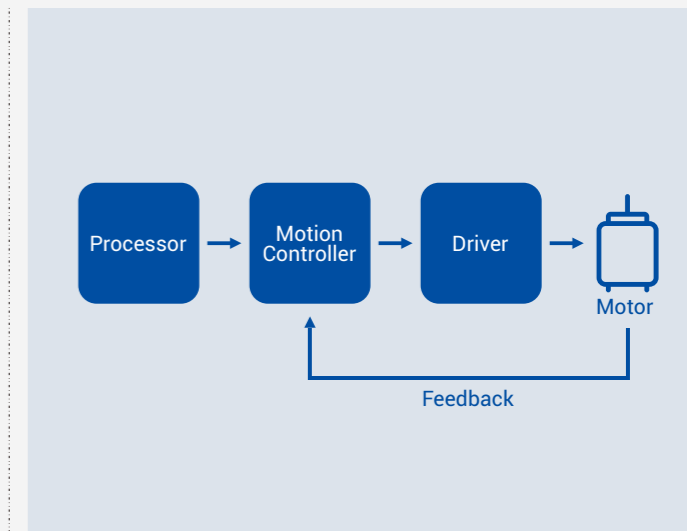 Processor
Motion
Controller
Driver
Motor
Feedback